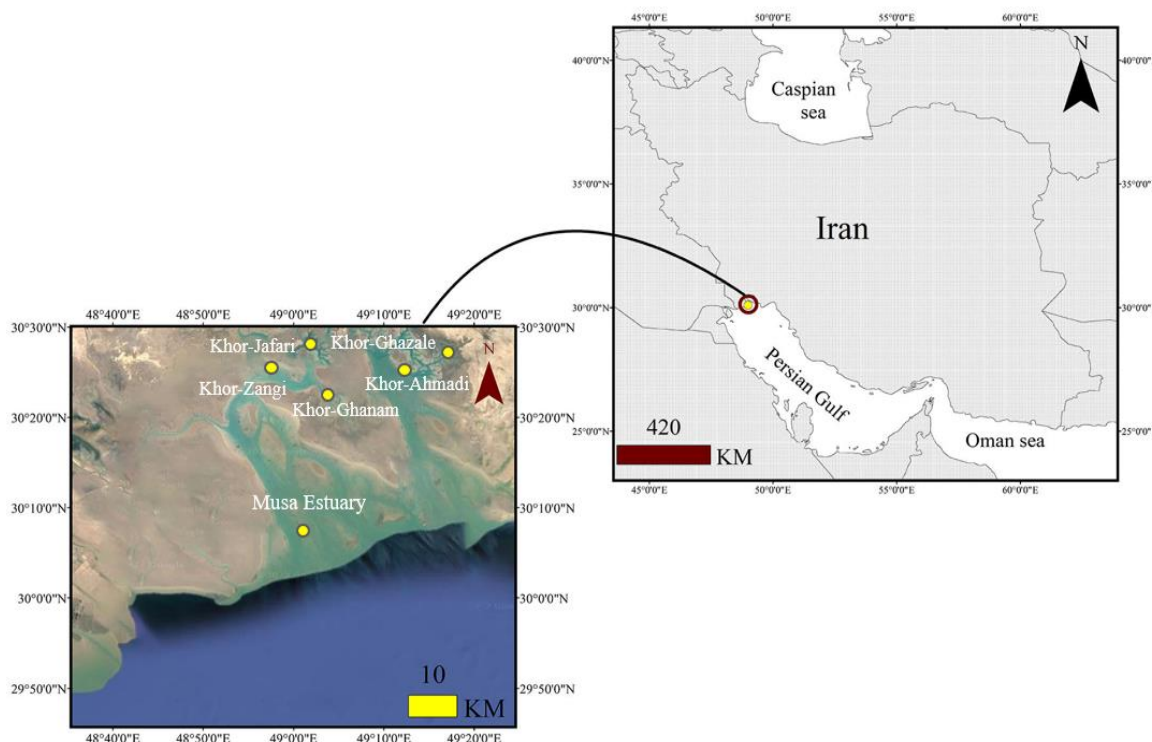 45°0'0"N
50°0'0"N
55°0'0"N
60°0'0"N
40°0'0"N
N
40°0'0"N
Caspian
sea
35°0'0"N
35°0'0"N
Iran
30°0'0"N
30°0'0"N
Persian Gulf
25°0'0"N
25°0'0"N
Oman sea
420
KM
45°0'0"N
50°0'0"N
55°0'0"N
60°0'0"N
48°40'0"E
48°50'0"E
49°0'0"E
49°10'0"E
49°20'0"E
30°30'0"N
30°30'0"N
Khor-Jafari
Khor-Ghazale
N
Khor-Zangi
Khor-Ahmadi
Khor-Ghanam
30°20'0"N
30°20'0"N
Musa Estuary
30°10'0"N
30°10'0"N
30°0'0"N
30°0'0"N
29°50'0"N
29°50'0"N
10
KM
48°40'0"E
48°50'0"E
49°0'0"E
49°10'0"E
49°20'0"E